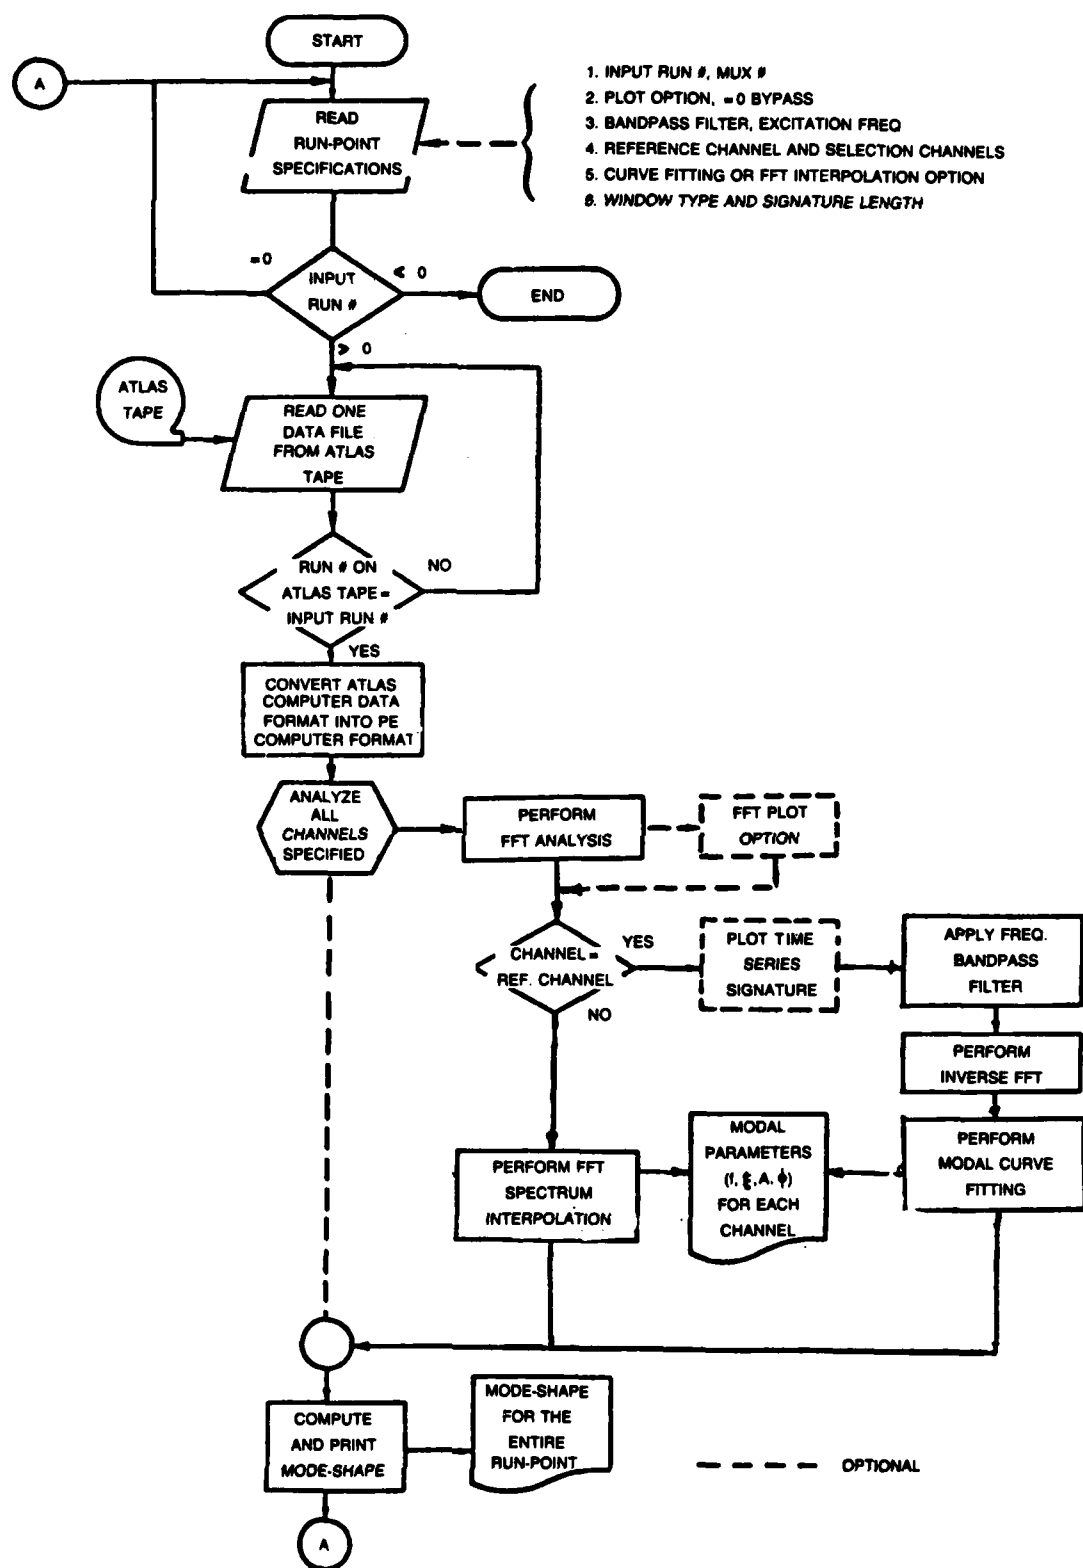 START
A
READ
RUN-POINT
SPECIFICATIONS
1. INPUT RUN #, MUX #
2. PLOT OPTION, =0 BYPASS
3. BANDPASS FILTER, EXCITATION FREQ
4. REFERENCE CHANNEL AND SELECTION CHANNELS
5. CURVE FITTING OR FFT INTERPOLATION OPTION
6. WINDOW TYPE AND SIGNATURE LENGTH
=0
INPUT
RUN #
< 0
END
> 0
ATLAS
TAPE
READ ONE
DATA FILE
FROM ATLAS
TAPE
RUN # ON
ATLAS TAPE=
INPUT RUN #
NO
YES
CONVERT ATLAS
COMPUTER DATA
FORMAT INTO PE
COMPUTER FORMAT
ANALYZE
ALL
CHANNELS
SPECIFIED
PERFORM
FFT ANALYSIS
FFT PLOT
OPTION
CHANNEL=
REF. CHANNEL
YES
NO
PLOT TIME
SERIES
SIGNATURE
APPLY FREQ.
BANDPASS
FILTER
PERFORM
INVERSE FFT
PERFORM
MODAL CURVE
FITTING
PERFORM FFT
SPECTRUM
INTERPOLATION
MODAL
PARAMETERS
(f, ξ, A, ϕ)
FOR EACH
CHANNEL
COMPUTE
AND PRINT
MODE-SHAPE
MODE-SHAPE
FOR THE
ENTIRE
RUN-POINT
OPTIONAL
A